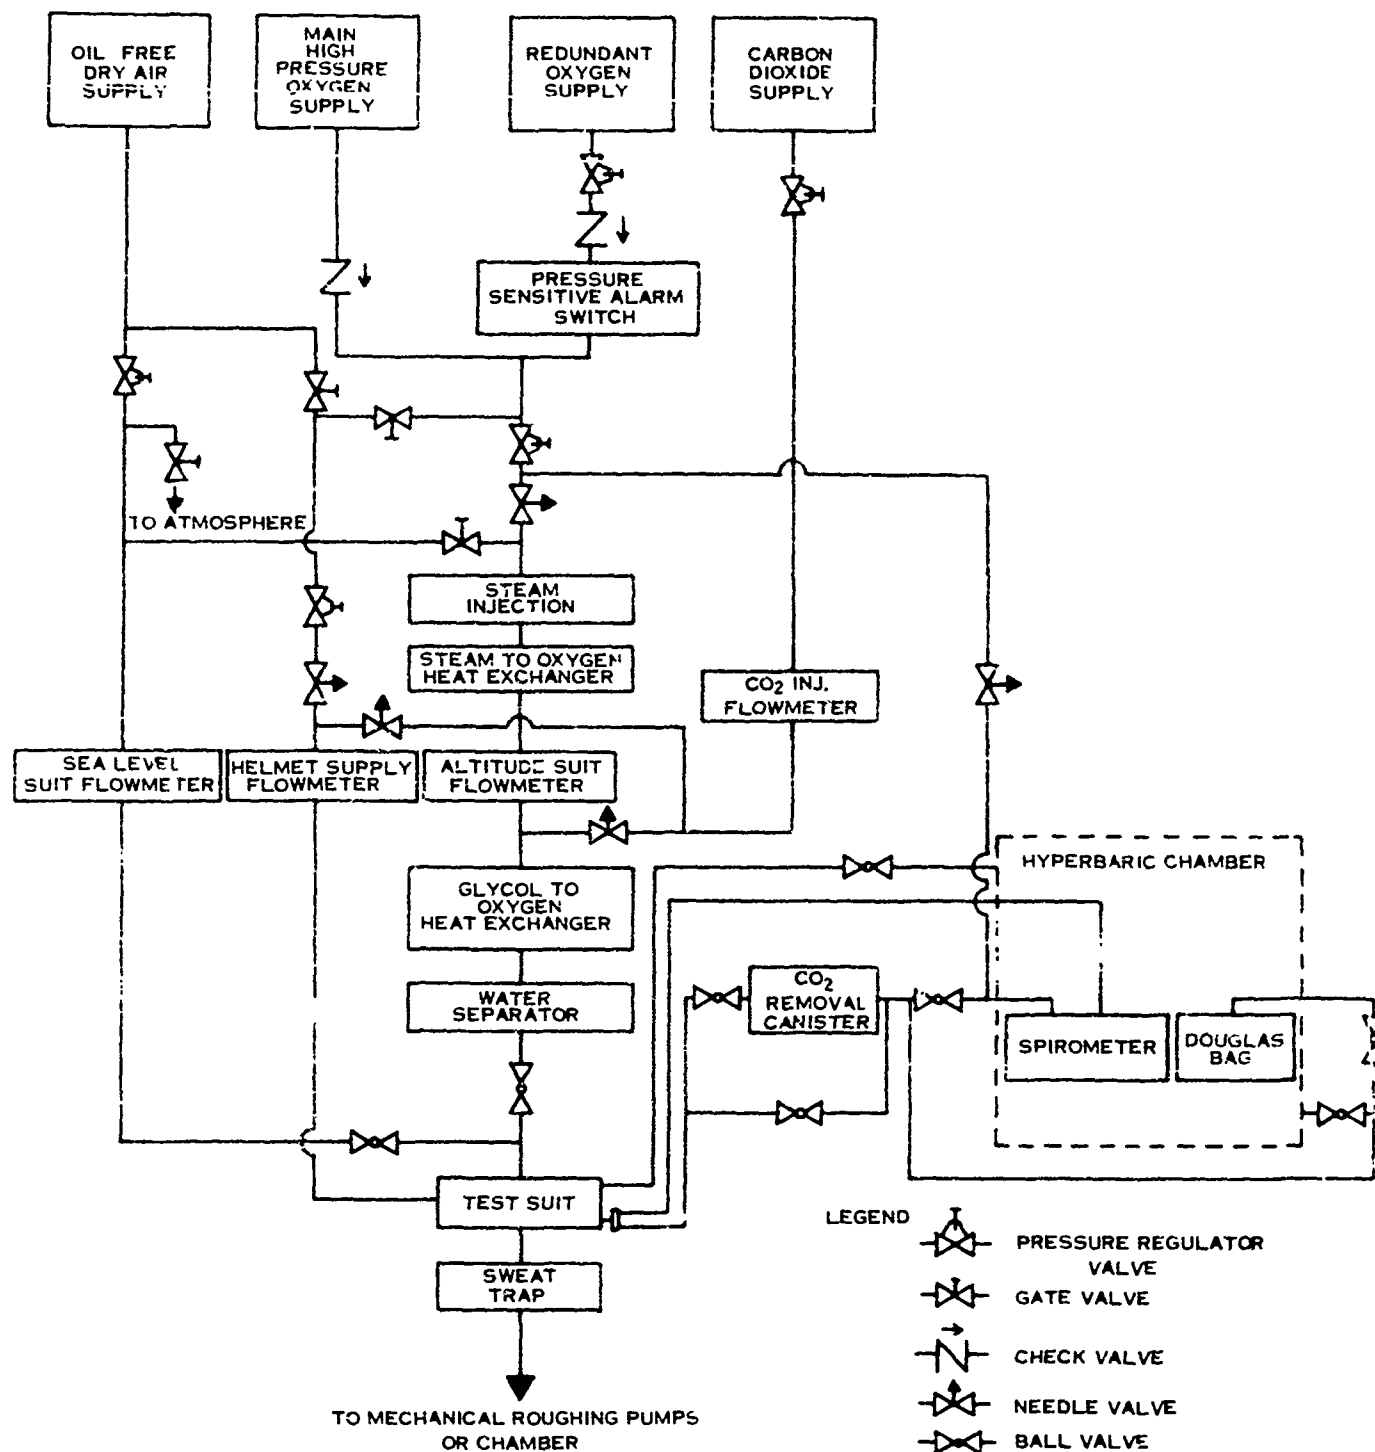 OIL FREE
DRY AIR
SUPPLY
MAIN
HIGH
PRESSURE
OXYGEN
SUPPLY
REDUNDANT
OXYGEN
SUPPLY
CARBON
DIOXIDE
SUPPLY
PRESSURE
SENSITIVE ALARM
SWITCH
TO ATMOSPHERE
STEAM
INJECTION
STEAM TO OXYGEN
HEAT EXCHANGER
CO2 INJ.
FLOWMETER
SEA LEVEL
SUIT FLOWMETER
HELMET SUPPLY
FLOWMETER
ALTITUDE SUIT
FLOWMETER
HYPERBARIC CHAMBER
GLYCOL TO
OXYGEN
HEAT EXCHANGER
WATER
SEPARATOR
CO2
REMOVAL
CANISTER
SPIROMETER
DOUGLAS
BAG
TEST SUIT
SWEAT
TRAP
TO MECHANICAL ROUGHING PUMPS
OR CHAMBER
LEGEND
PRESSURE REGULATOR
VALVE
GATE VALVE
CHECK VALVE
NEEDLE VALVE
BALL VALVE